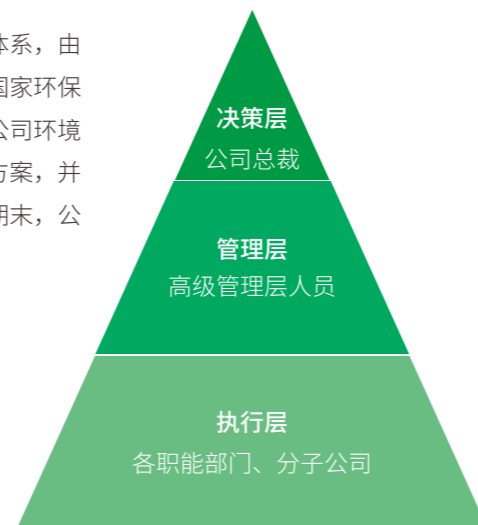 体系，由
国家环保
公司环境
方案，并
期末，公
决策层
公司总裁
管理层
高级管理层人员
执行层
各职能部门、分子公司